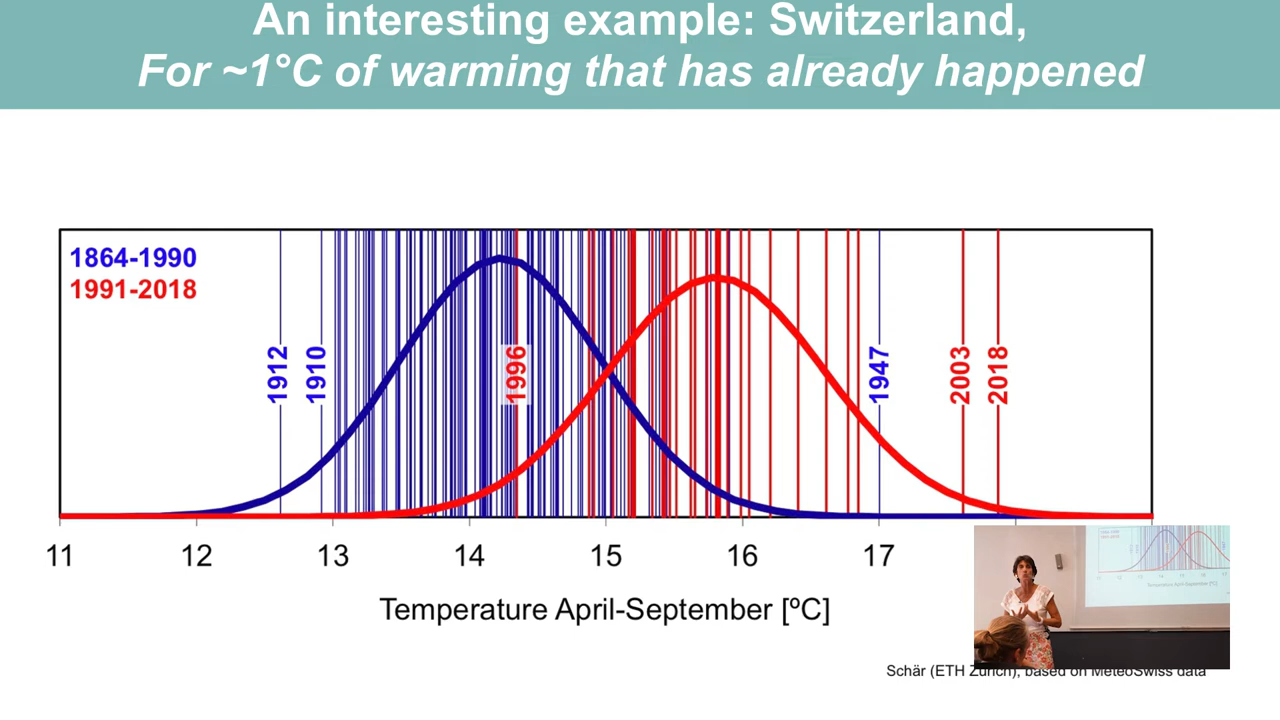 An interesting example: Switzerland,
For ~1°C of warming that has already happened
1864-1990
1991-2018
1912
1910
1996
1947
2003
2018
11 12 13 14 15 16 17
Temperature April-September [ºC]
Schär (ETH Zürich), based on MeteoSwiss data